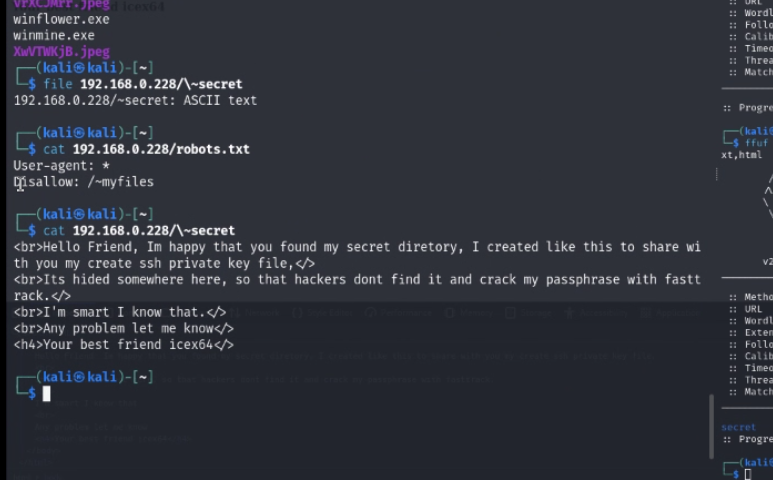 vrXCJMrr.jpeg
winflower.exe
winmine.exe
XwVTWKjB.jpeg
┌──(kali㉿kali)-[~]
└─$ file 192.168.0.228/\~secret
192.168.0.228/~secret: ASCII text
┌──(kali㉿kali)-[~]
└─$ cat 192.168.0.228/robots.txt
User-agent: *
Disallow: /~myfiles
┌──(kali㉿kali)-[~]
└─$ cat 192.168.0.228/\~secret
<br>Hello Friend, Im happy that you found my secret diretory, I created like this to share wi
th you my create ssh private key file,</>
<br>Its hided somewhere here, so that hackers dont find it and crack my passphrase with fastt
rack.</>
<br>I'm smart I know that.</>
<br>Any problem let me know</>
<h4>Your best friend icex64</>
┌──(kali㉿kali)-[~]
└─$
:: URL
:: Wordl
:: Follo
:: Calib
:: Timeo
:: Threa
:: Match
:: Progre
┌──(kali㉿
└─$ ffuf
xt,html
v2
:: Metho
:: URL
:: Wordl
:: Exten
:: Follo
:: Calib
:: Timeo
:: Threa
:: Match
secret
:: Progre
┌──(kali㉿
└─$